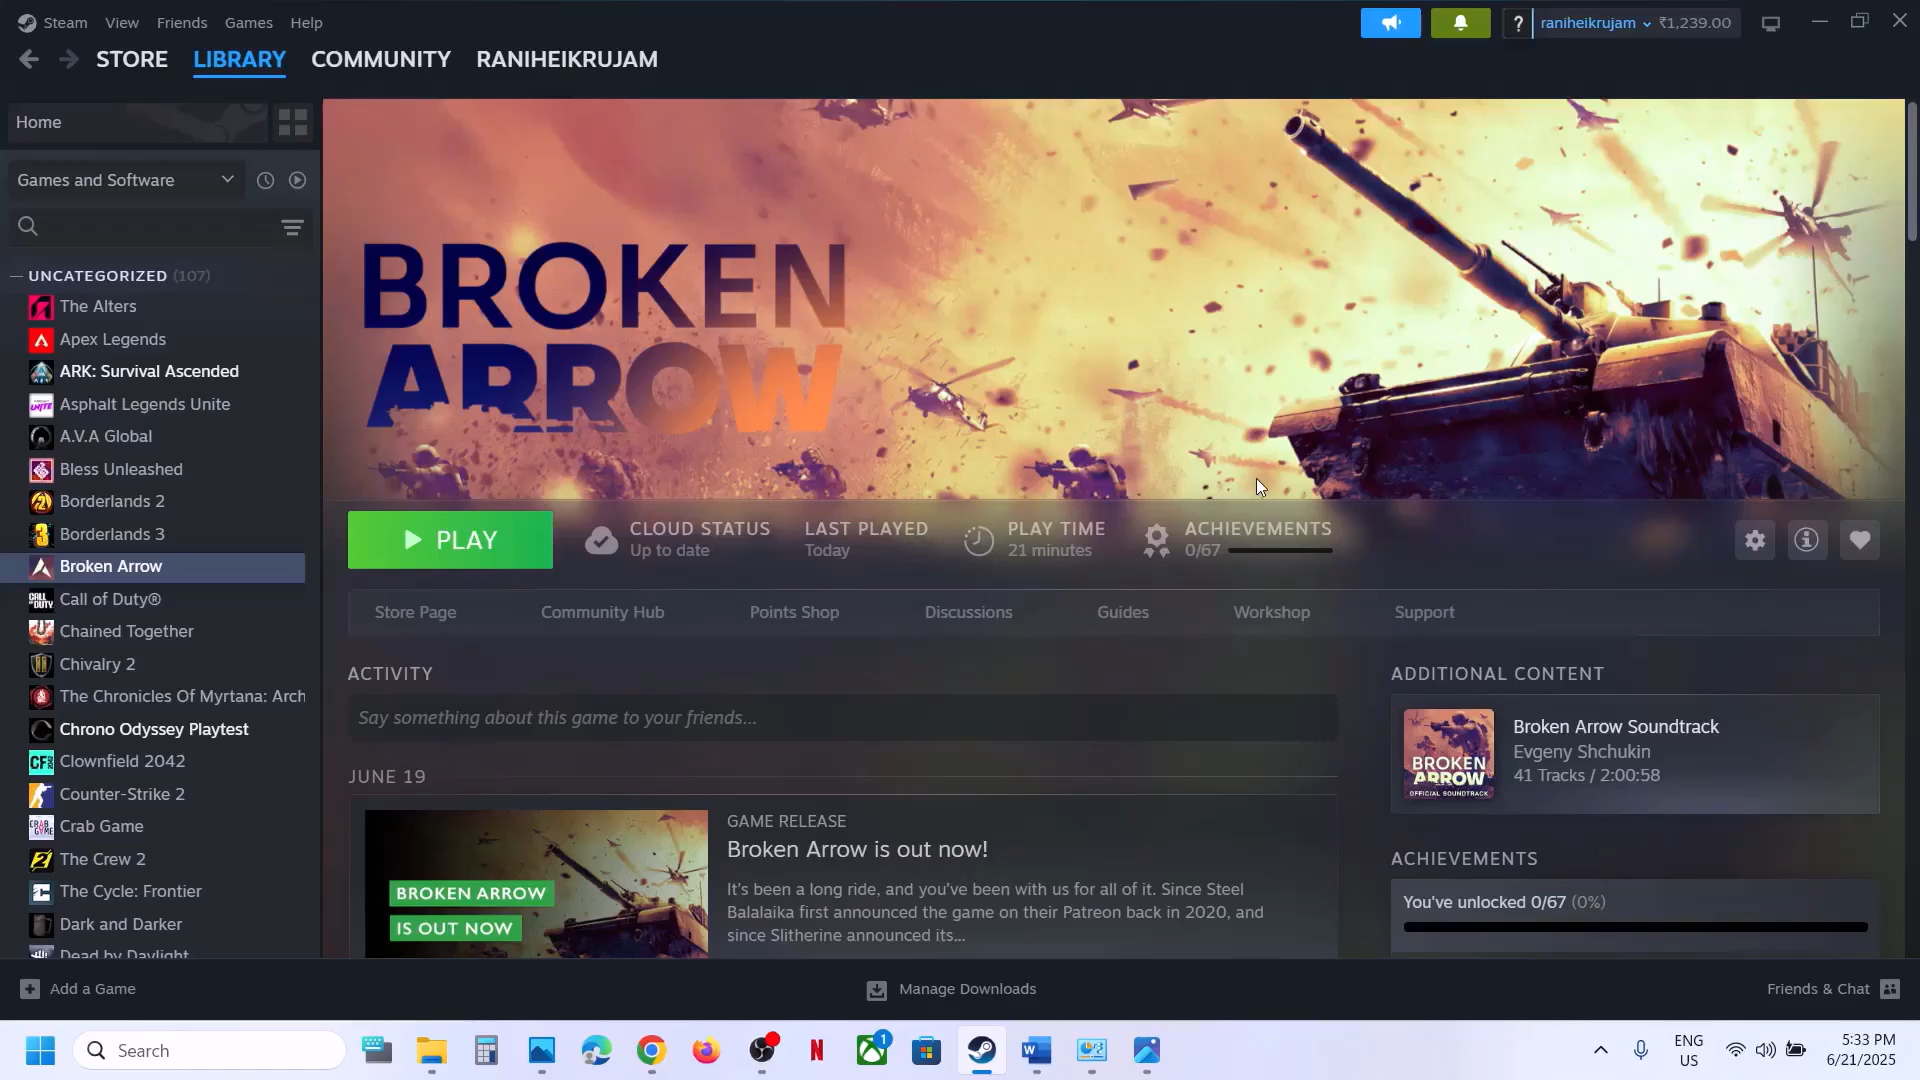 Steam View Friends Games Help
? raniheikrujam ₹1,239.00
STORE LIBRARY COMMUNITY RANIHEIKRUJAM
Home
Games and Software
UNCATEGORIZED (107)
The Alters
Apex Legends
ARK: Survival Ascended
Asphalt Legends Unite
A.V.A Global
Bless Unleashed
Borderlands 2
Borderlands 3
Broken Arrow
Call of Duty®
Chained Together
Chivalry 2
The Chronicles Of Myrtana: Arch
Chrono Odyssey Playtest
Clownfield 2042
Counter-Strike 2
Crab Game
The Crew 2
The Cycle: Frontier
Dark and Darker
Dead by Daylight
BROKEN
ARROW
PLAY
CLOUD STATUS
Up to date
LAST PLAYED
Today
PLAY TIME
21 minutes
ACHIEVEMENTS
0/67
Store Page Community Hub Points Shop Discussions Guides Workshop Support
ACTIVITY
Say something about this game to your friends...
JUNE 19
BROKEN ARROW
IS OUT NOW
GAME RELEASE
Broken Arrow is out now!
It's been a long ride, and you've been with us for all of it. Since Steel
Balalaika first announced the game on their Patreon back in 2020, and
since Slitherine announced its...
ADDITIONAL CONTENT
BROKEN
ARROW
OFFICIAL SOUNDTRACK
Broken Arrow Soundtrack
Evgeny Shchukin
41 Tracks / 2:00:58
ACHIEVEMENTS
You've unlocked 0/67 (0%)
Add a Game
Manage Downloads
Friends & Chat
Search
1
ENG
US
5:33 PM
6/21/2025